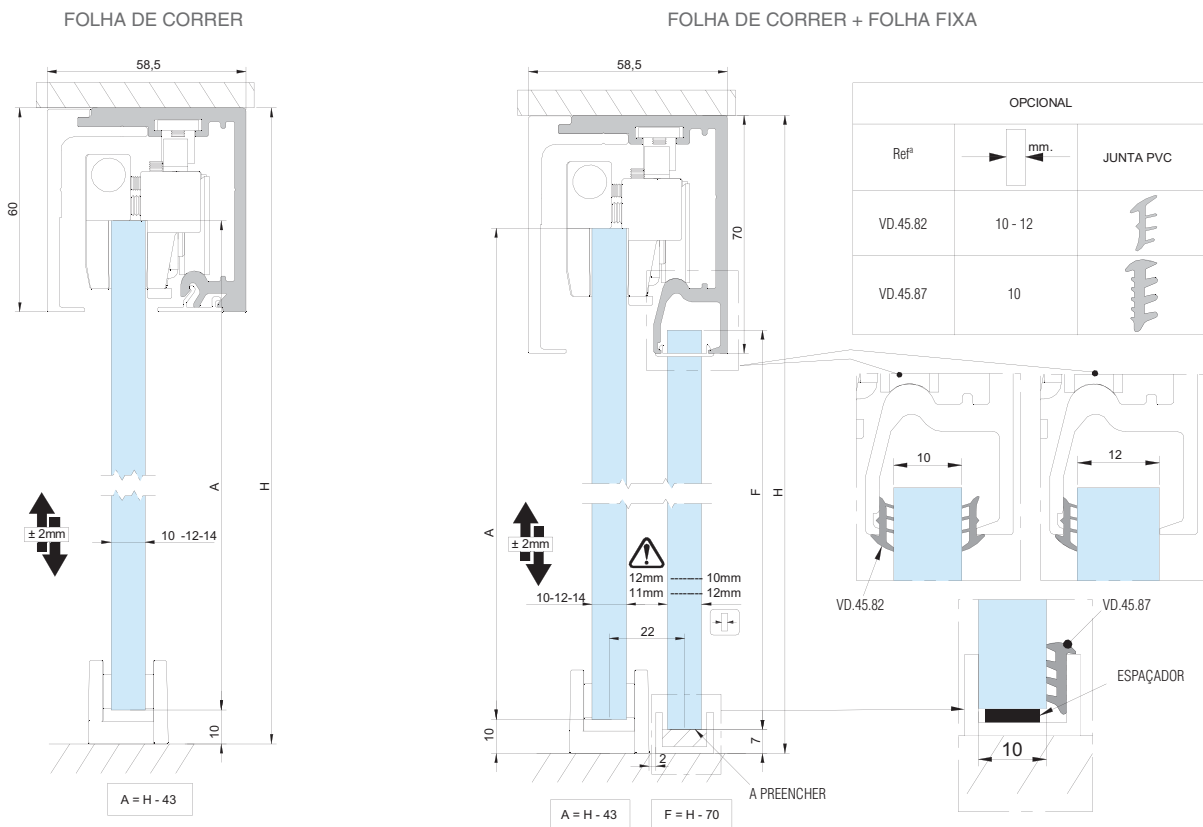 FOLHA DE CORRER
58,5
60
A
H
± 2mm
10 -12-14
10
A = H - 43
FOLHA DE CORRER + FOLHA FIXA
58,5
70
A
F
H
± 2mm
12mm
10mm
11mm
12mm
10-12-14
22
10
2
7
A PREENCHER
A = H - 43
F = H - 70
OPCIONAL
Refª
mm.
JUNTA PVC
VD.45.82
10 - 12
VD.45.87
10
10
12
VD.45.82
VD.45.87
ESPAÇADOR
10